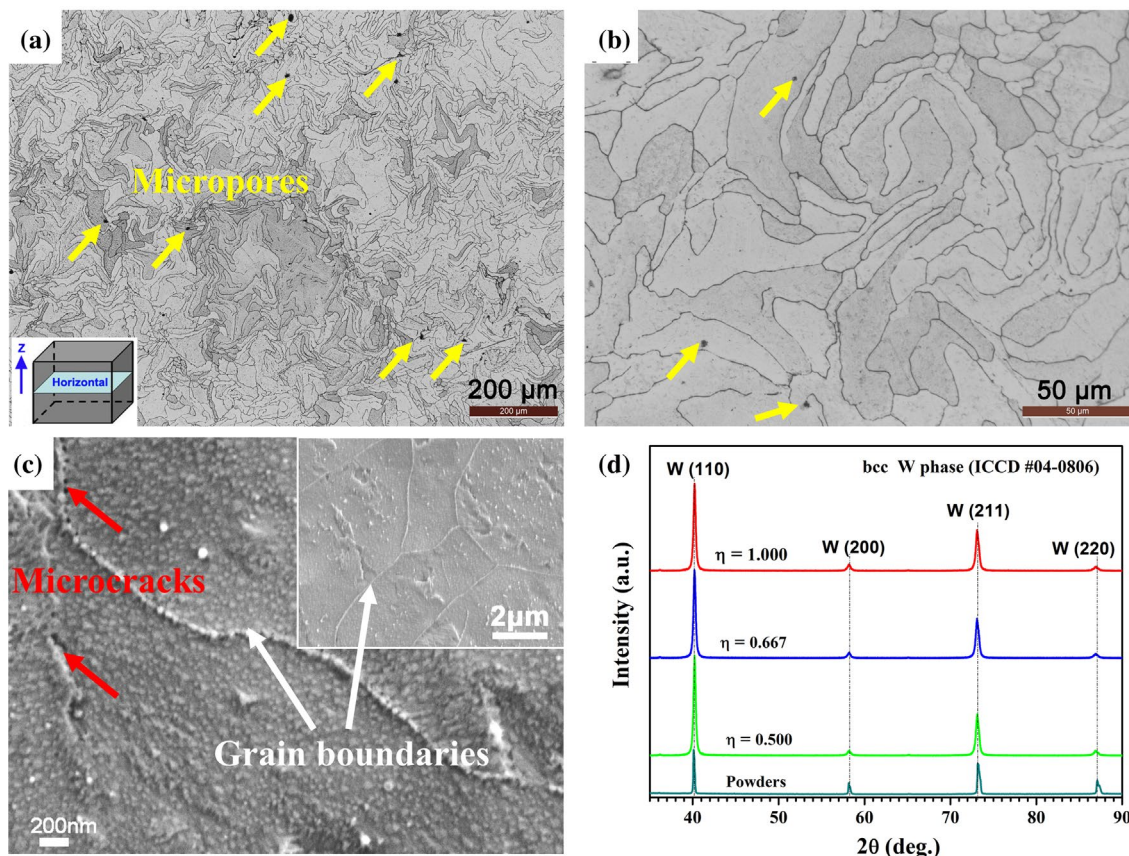 (a)
Micropores
z
Horizontal
200 µm
200 µm
(b)
50 µm
50 µm
(c)
Microcracks
Grain boundaries
2µm
200nm
(d)
bcc W phase (ICCD #04-0806)
W (110)
W (200)
W (211)
W (220)
η = 1.000
η = 0.667
η = 0.500
Powders
Intensity (a.u.)
40 50 60 70 80 90
2θ (deg.)